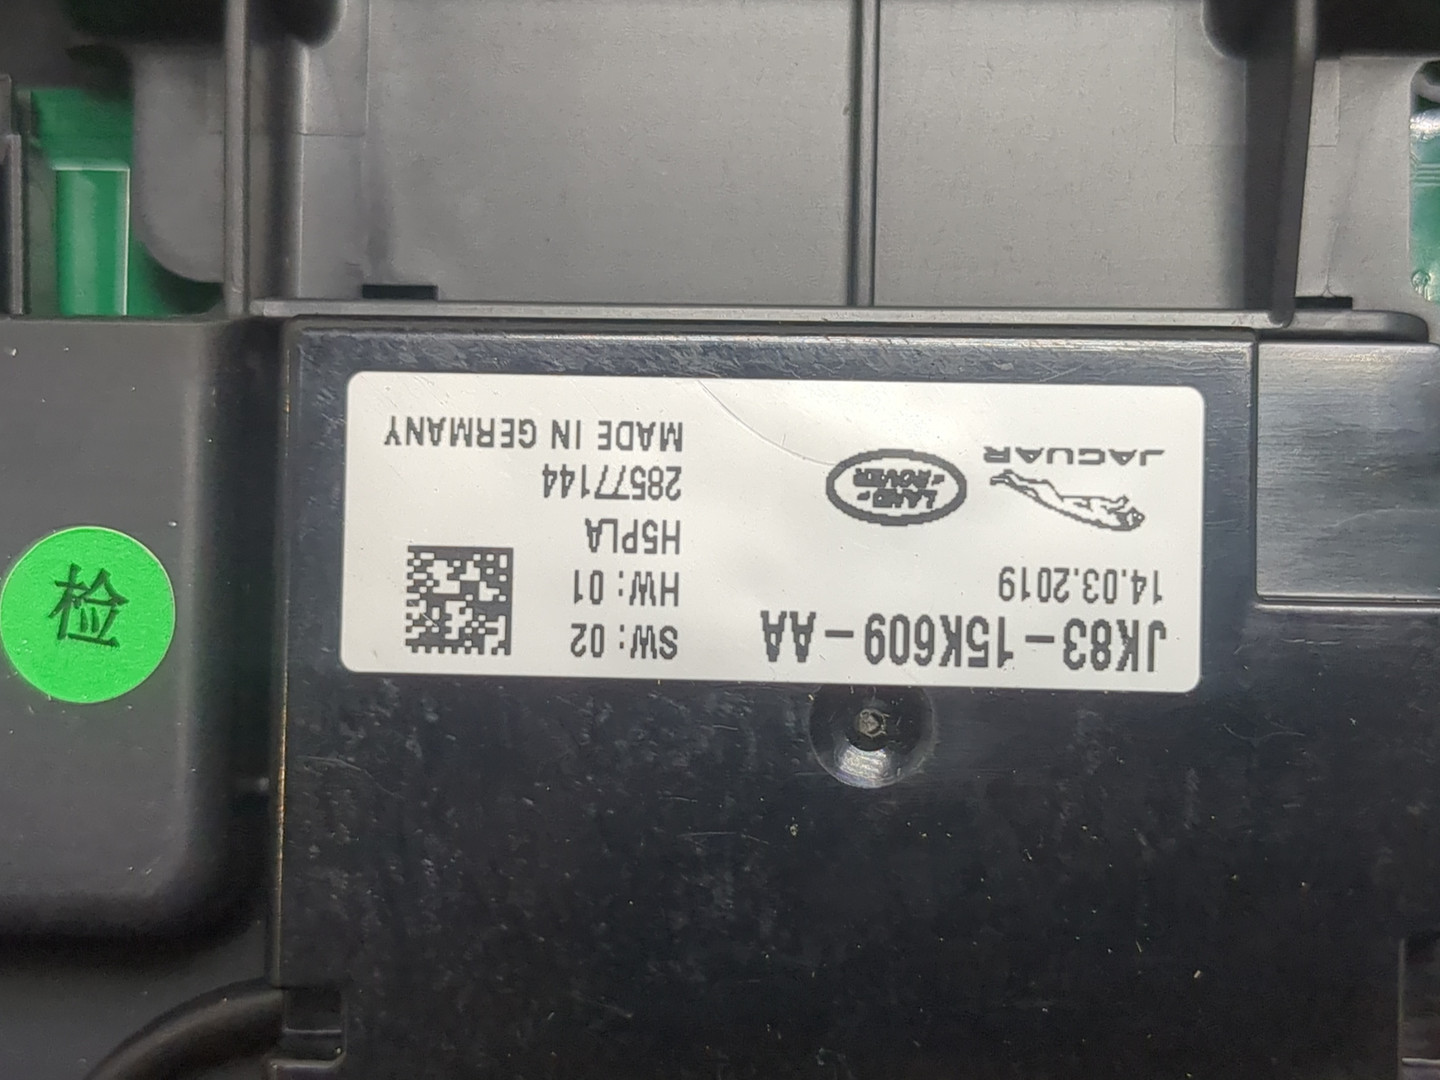 JK83-15K609-AA
14.03.2019
JAGUAR
LAND
ROVER
SW: 02
HW: 01
H5PLA
28577144
MADE IN GERMANY
检